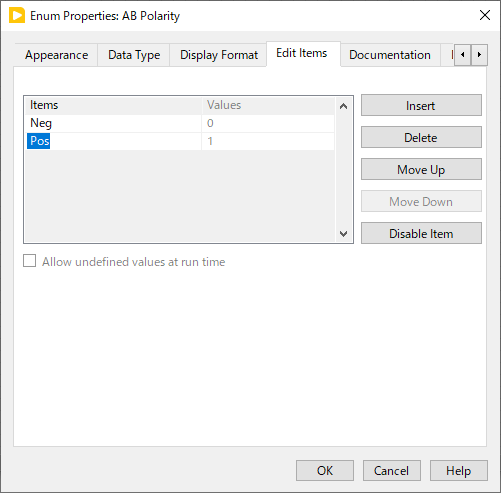 Enum Properties: AB Polarity
Appearance Data Type Display Format Edit Items Documentation
Items Values
Neg 0
Pos 1
Insert
Delete
Move Up
Move Down
Disable Item
Allow undefined values at run time
OK Cancel Help